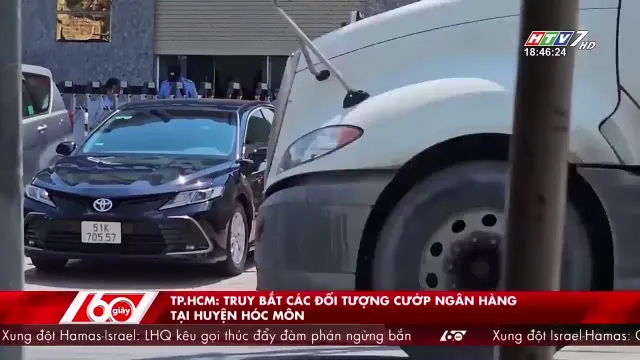 HTV7 HD
18:46:24
51K
705.57
60 giây
TP.HCM: TRUY BẮT CÁC ĐỐI TƯỢNG CƯỚP NGÂN HÀNG
TẠI HUYỆN HÓC MÔN
Xung đột Hamas-Israel: LHQ kêu gọi thúc đẩy đàm phán ngừng bắn 60 Xung đột Israel-Hamas: